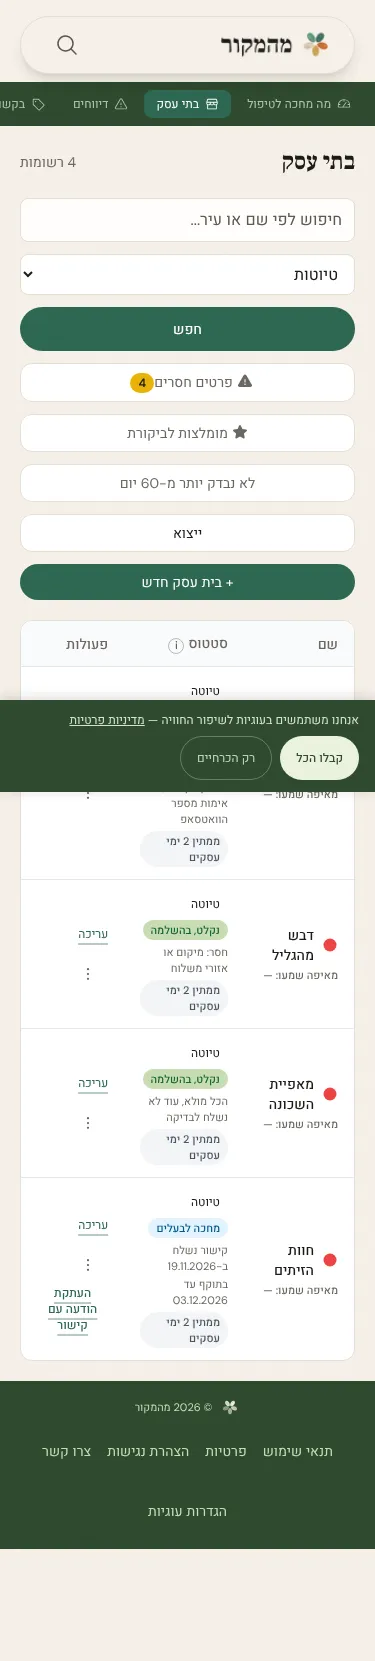 מהמקור
מה מחכה לטיפול
בתי עסק
דיווחים
בקש
בתי עסק
4 רשומות
חיפוש לפי שם או עיר...
טיוטות
חפש
פרטים חסרים 4
מומלצות לביקורת
לא נבדק יותר מ-60 יום
ייצוא
+ בית עסק חדש
שם
סטטוס i
פעולות
טיוטה
אנחנו משתמשים בעוגיות לשיפור החוויה — מדיניות פרטיות
קבלו הכל
רק הכרחיים
מאיפה שמעו: —
אימות מספר
הוואטסאפ
ממתין 2 ימי
עסקים
דבש
מהגליל
מאיפה שמעו: —
טיוטה
נקלט, בהשלמה
חסר: מיקום או
אזורי משלוח
ממתין 2 ימי
עסקים
עריכה
מאפיית
השכונה
מאיפה שמעו: —
טיוטה
נקלט, בהשלמה
הכל מולא, עוד לא
נשלח לבדיקה
ממתין 2 ימי
עסקים
עריכה
חוות
הזיתים
מאיפה שמעו: —
טיוטה
מחכה לבעלים
קישור נשלח
ב-19.11.2026
בתוקף עד
03.12.2026
ממתין 2 ימי
עסקים
עריכה
העתקת
הודעה עם
קישור
© 2026 מהמקור
תנאי שימוש
פרטיות
הצהרת נגישות
צרו קשר
הגדרות עוגיות